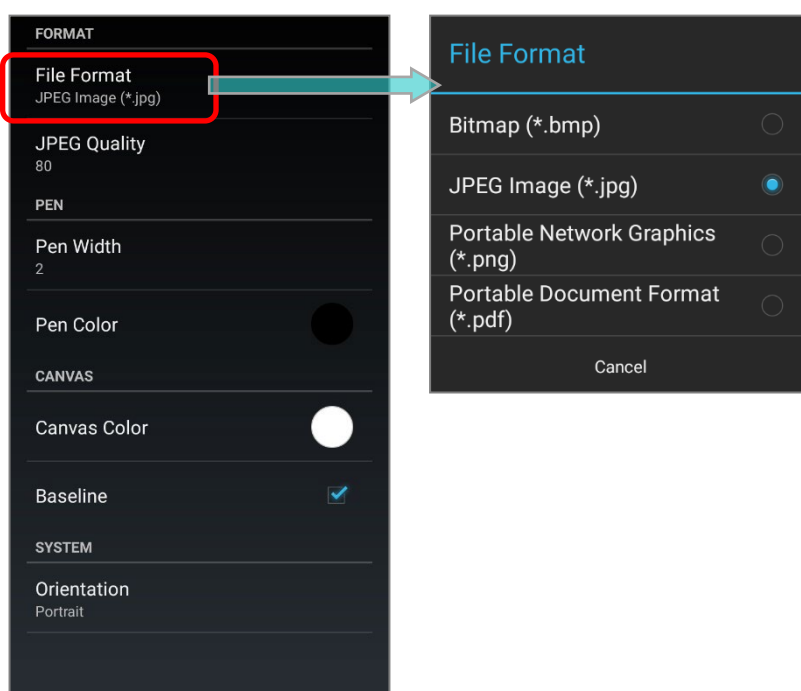 FORMAT
File Format
JPEG Image (*.jpg)
JPEG Quality
80
PEN
Pen Width
2
Pen Color
CANVAS
Canvas Color
Baseline
SYSTEM
Orientation
Portrait
File Format
Bitmap (*.bmp)
JPEG Image (*.jpg)
Portable Network Graphics
(*.png)
Portable Document Format
(*.pdf)
Cancel